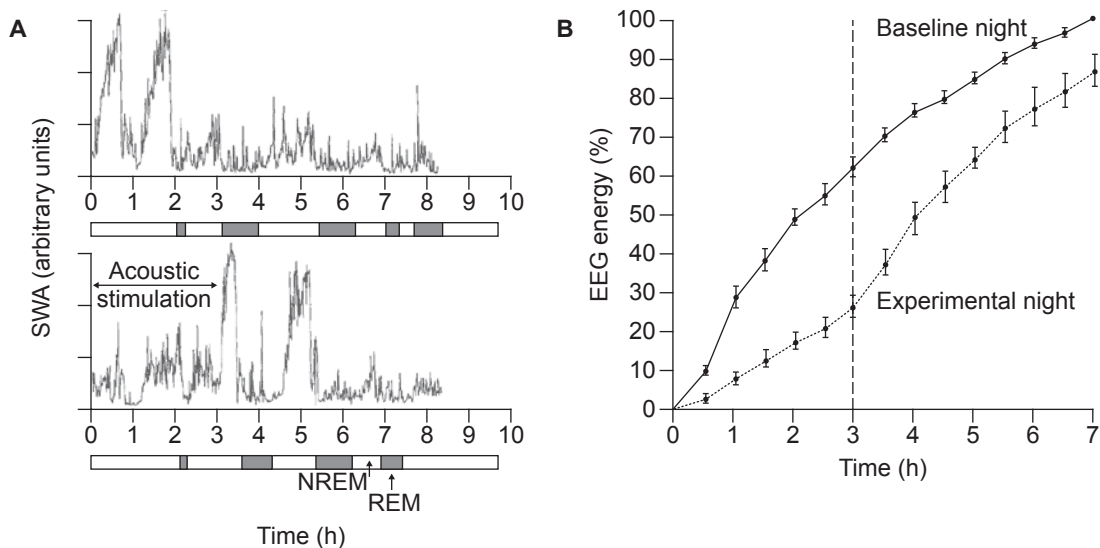 A
SWA (arbitrary units)
0 1 2 3 4 5 6 7 8 9 10
Acoustic
stimulation
0 1 2 3 4 5 6 7 8 9 10
NREM
REM
Time (h)
B
EEG energy (%)
100
90
80
70
60
50
40
30
20
10
0
Baseline night
Experimental night
0 1 2 3 4 5 6 7
Time (h)